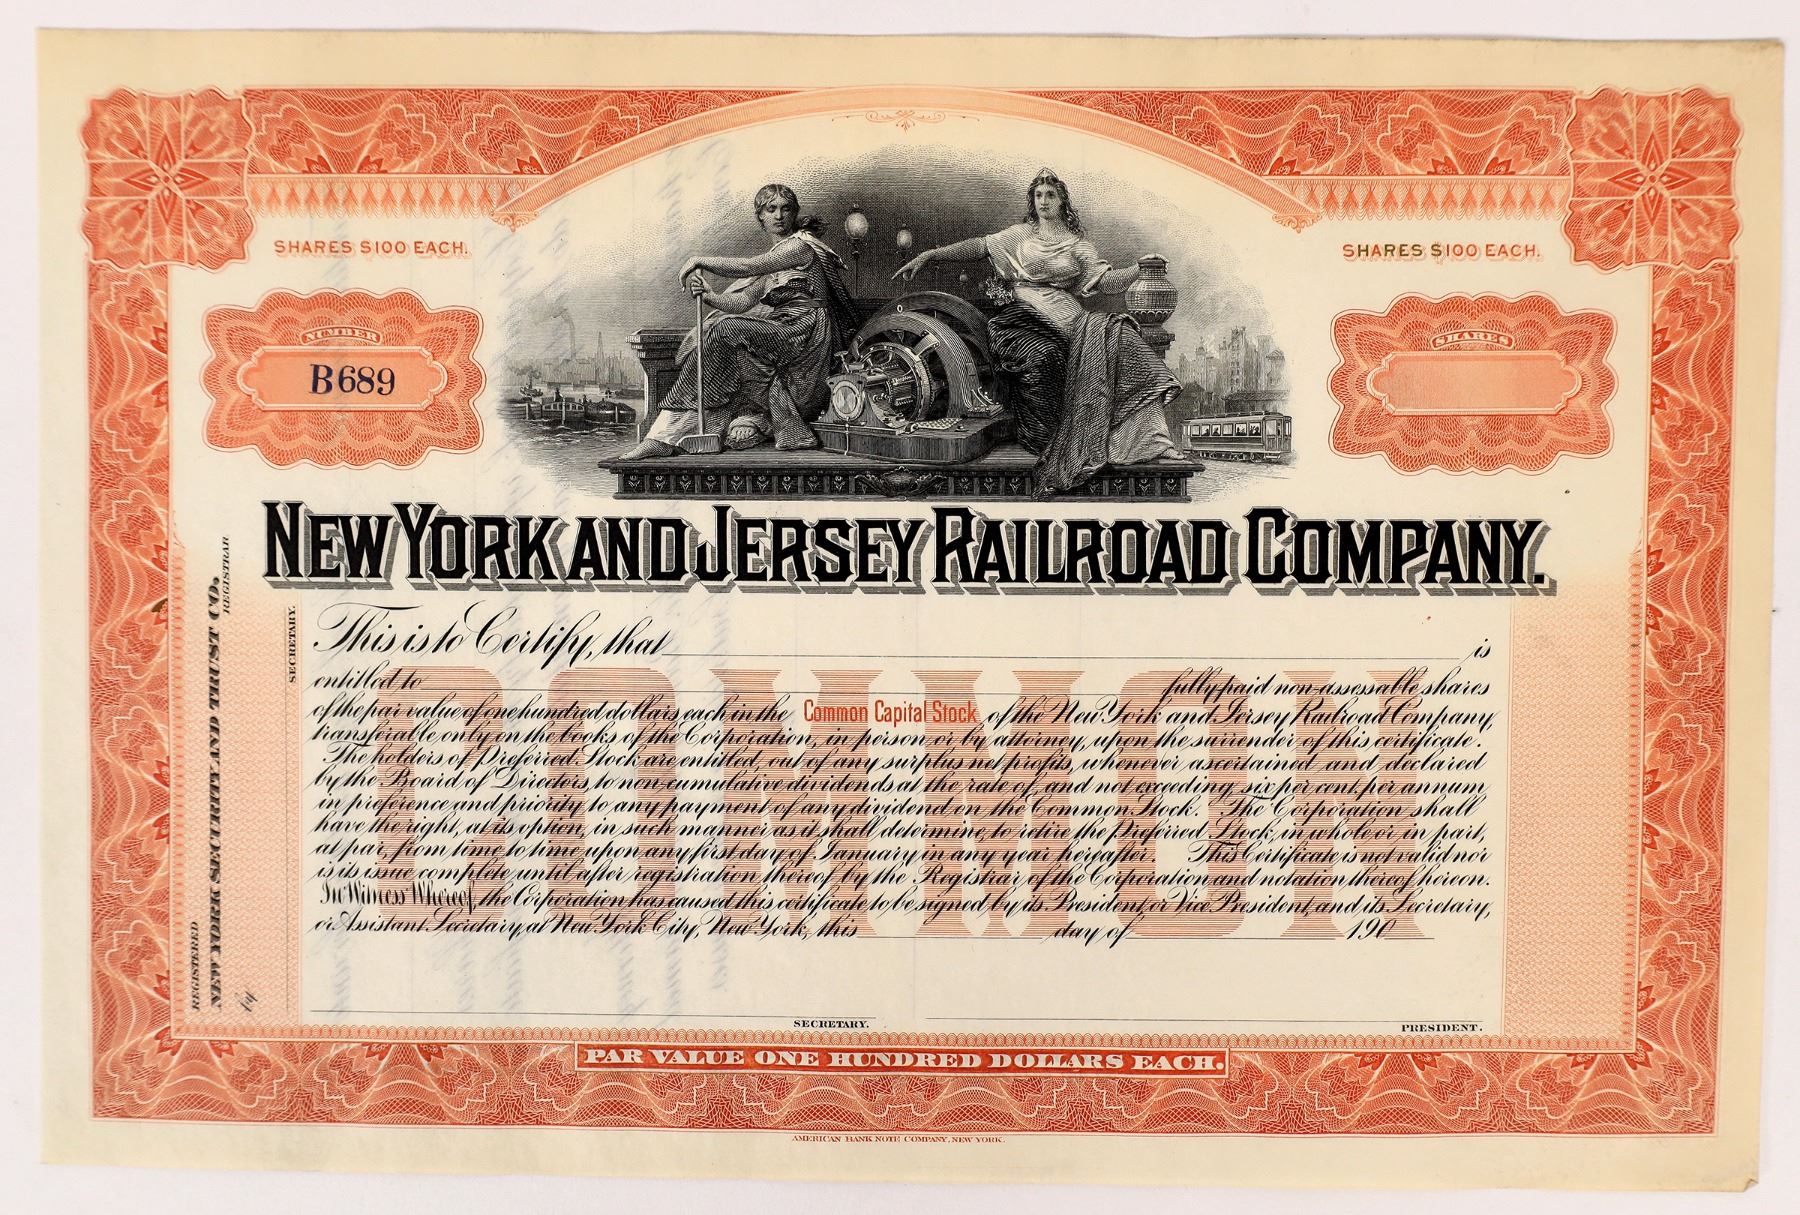 SHARES $100 EACH.
SHARES $100 EACH.
NUMBER
B689
SHARES
NEW YORK AND JERSEY RAILROAD COMPANY.
COMMON
This is to Certify, that is
entitled to fully paid non-assessable shares
of the par value of one hundred dollars each in the Common Capital Stock of the New York and Jersey Railroad Company,
transferable only on the books of the Corporation, in person or by attorney, upon the surrender of this certificate.
The holders of Preferred Stock are entitled, out of any surplus net profits, whenever ascertained and declared
by the Board of Directors, to non-cumulative dividends at the rate of, and not exceeding, six per cent. per annum
in preference and priority to any payment of any dividend on the Common Stock. The Corporation shall
have the right, at its option, in such manner as it shall determine, to retire the Preferred Stock, in whole or in part,
at par, from time to time upon any first day of January in any year hereafter. This Certificate is not valid nor
is its issue complete until after registration thereof by the Registrar of the Corporation and notation thereof hereon.
In Witness Whereof, the Corporation has caused this certificate to be signed by its President, or Vice President, and its Secretary,
or Assistant Secretary, at New York City, New York, this day of 190
SECRETARY.
PRESIDENT.
PAR VALUE ONE HUNDRED DOLLARS EACH.
AMERICAN BANK NOTE COMPANY, NEW YORK.
REGISTERED
NEW YORK SECURITY AND TRUST CO.
REGISTRAR
by
SECRETARY.